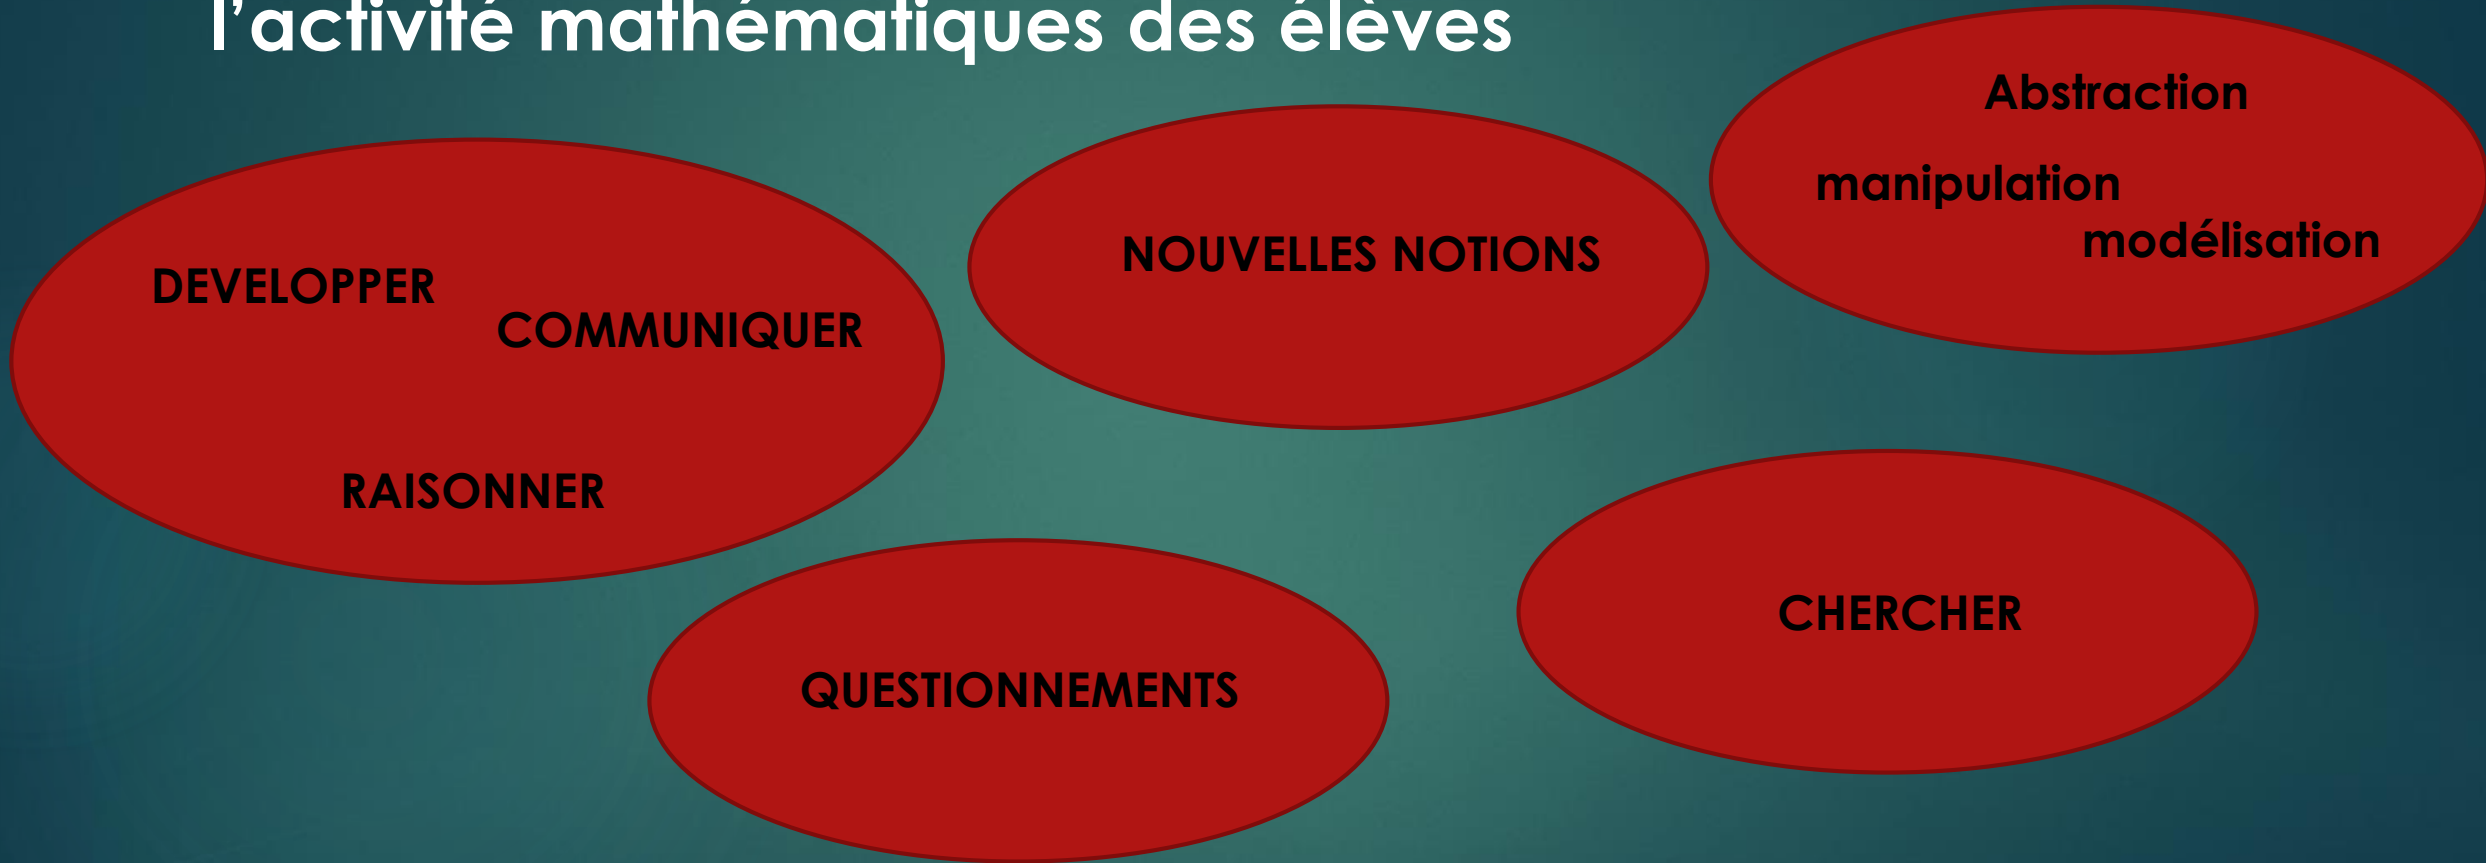 l’activité mathématiques des élèves
DEVELOPPER
COMMUNIQUER
RAISONNER
NOUVELLES NOTIONS
Abstraction
manipulation
modélisation
QUESTIONNEMENTS
CHERCHER